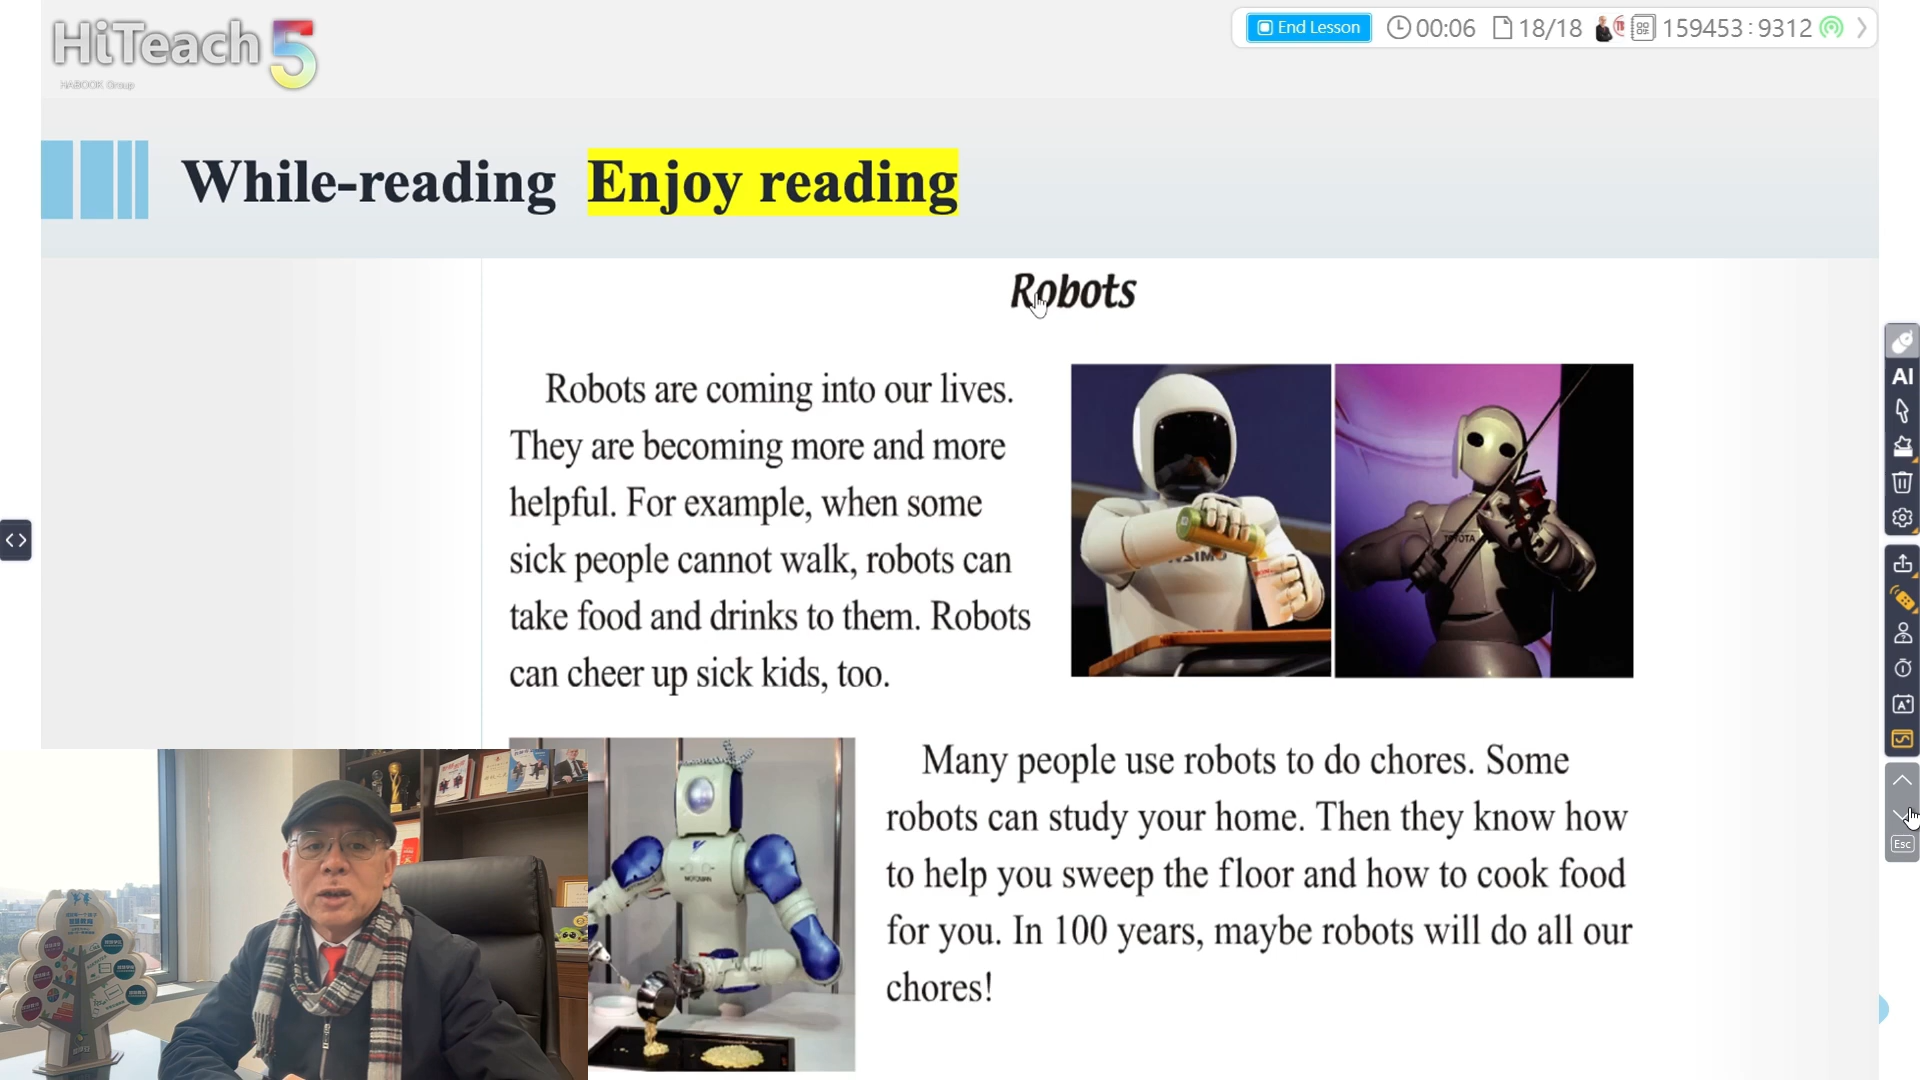 HiTeach 5
HABOOK Group
End Lesson
00:06
18/18
159453:9312
While-reading Enjoy reading
Robots
Robots are coming into our lives.
They are becoming more and more
helpful. For example, when some
sick people cannot walk, robots can
take food and drinks to them. Robots
can cheer up sick kids, too.
TOYOTA
Many people use robots to do chores. Some
robots can study your home. Then they know how
to help you sweep the floor and how to cook food
for you. In 100 years, maybe robots will do all our
chores!
AI
Esc